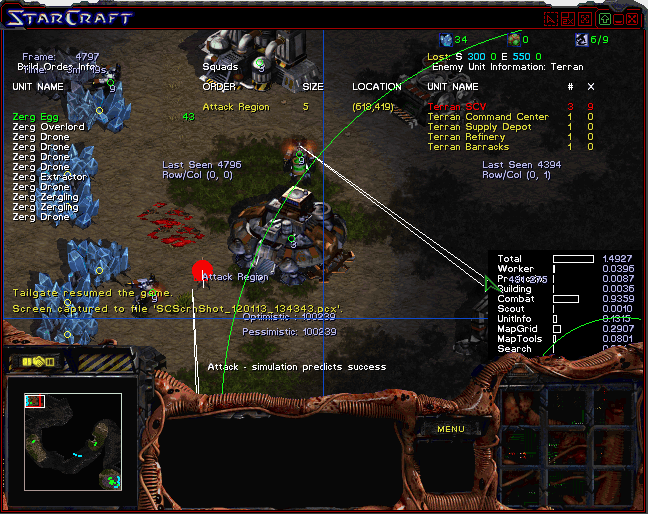 STARCRAFT
34 0 6/9
Frame: 4797
Build Order Info
Squads
Lost: S 300 0 E 550 0
Enemy Unit Information: Terran
UNIT NAME ORDER SIZE LOCATION UNIT NAME # X
Attack Region 5 (618,419) Terran SCV 3 9
Zerg Egg 43 Terran Command Center 1 0
Zerg Overlord Terran Supply Depot 1 0
Zerg Drone Terran Refinery 1 0
Zerg Drone Terran Barracks 1 0
Zerg Drone
Zerg Drone Last Seen 4796 Last Seen 4394
Zerg Extractor Row/Col (0, 0) Row/Col (0, 1)
Zerg Drone
Zerg Zergling
Zerg Zergling
Zerg Drone
Total 1.4927
Worker 0.0396
0.0087
Building 0.0036
Combat 0.9359
Scout 0.0010
UnitInfo 0.1315
MapGrid 0.2907
MapTools 0.0801
Search
Attack Region
Tailgate resumed the game.
Screen captured to file 'SCScrnShot_120113_134343.pcx'.
Optimistic : 100239
Pessimistic: 100239
Attack - simulation predicts success
MENU